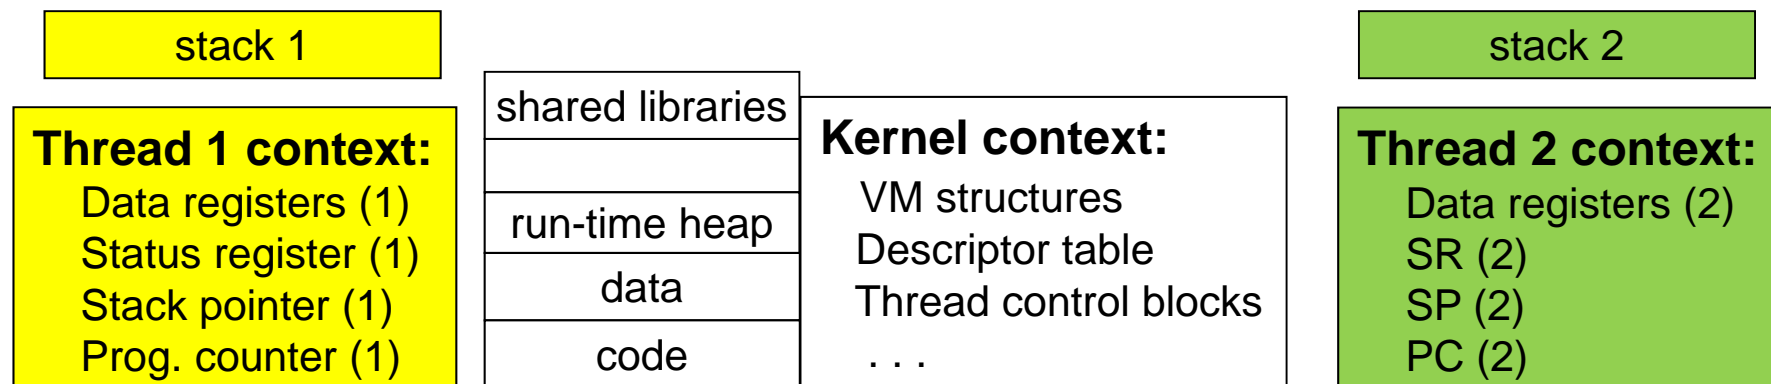 stack 1
Thread 1 context:
Data registers (1)
Status register (1)
Stack pointer (1)
Prog. counter (1)
shared libraries
run-time heap
data
code
Kernel context:
VM structures
Descriptor table
Thread control blocks
. . .
stack 2
Thread 2 context:
Data registers (2)
SR (2)
SP (2)
PC (2)